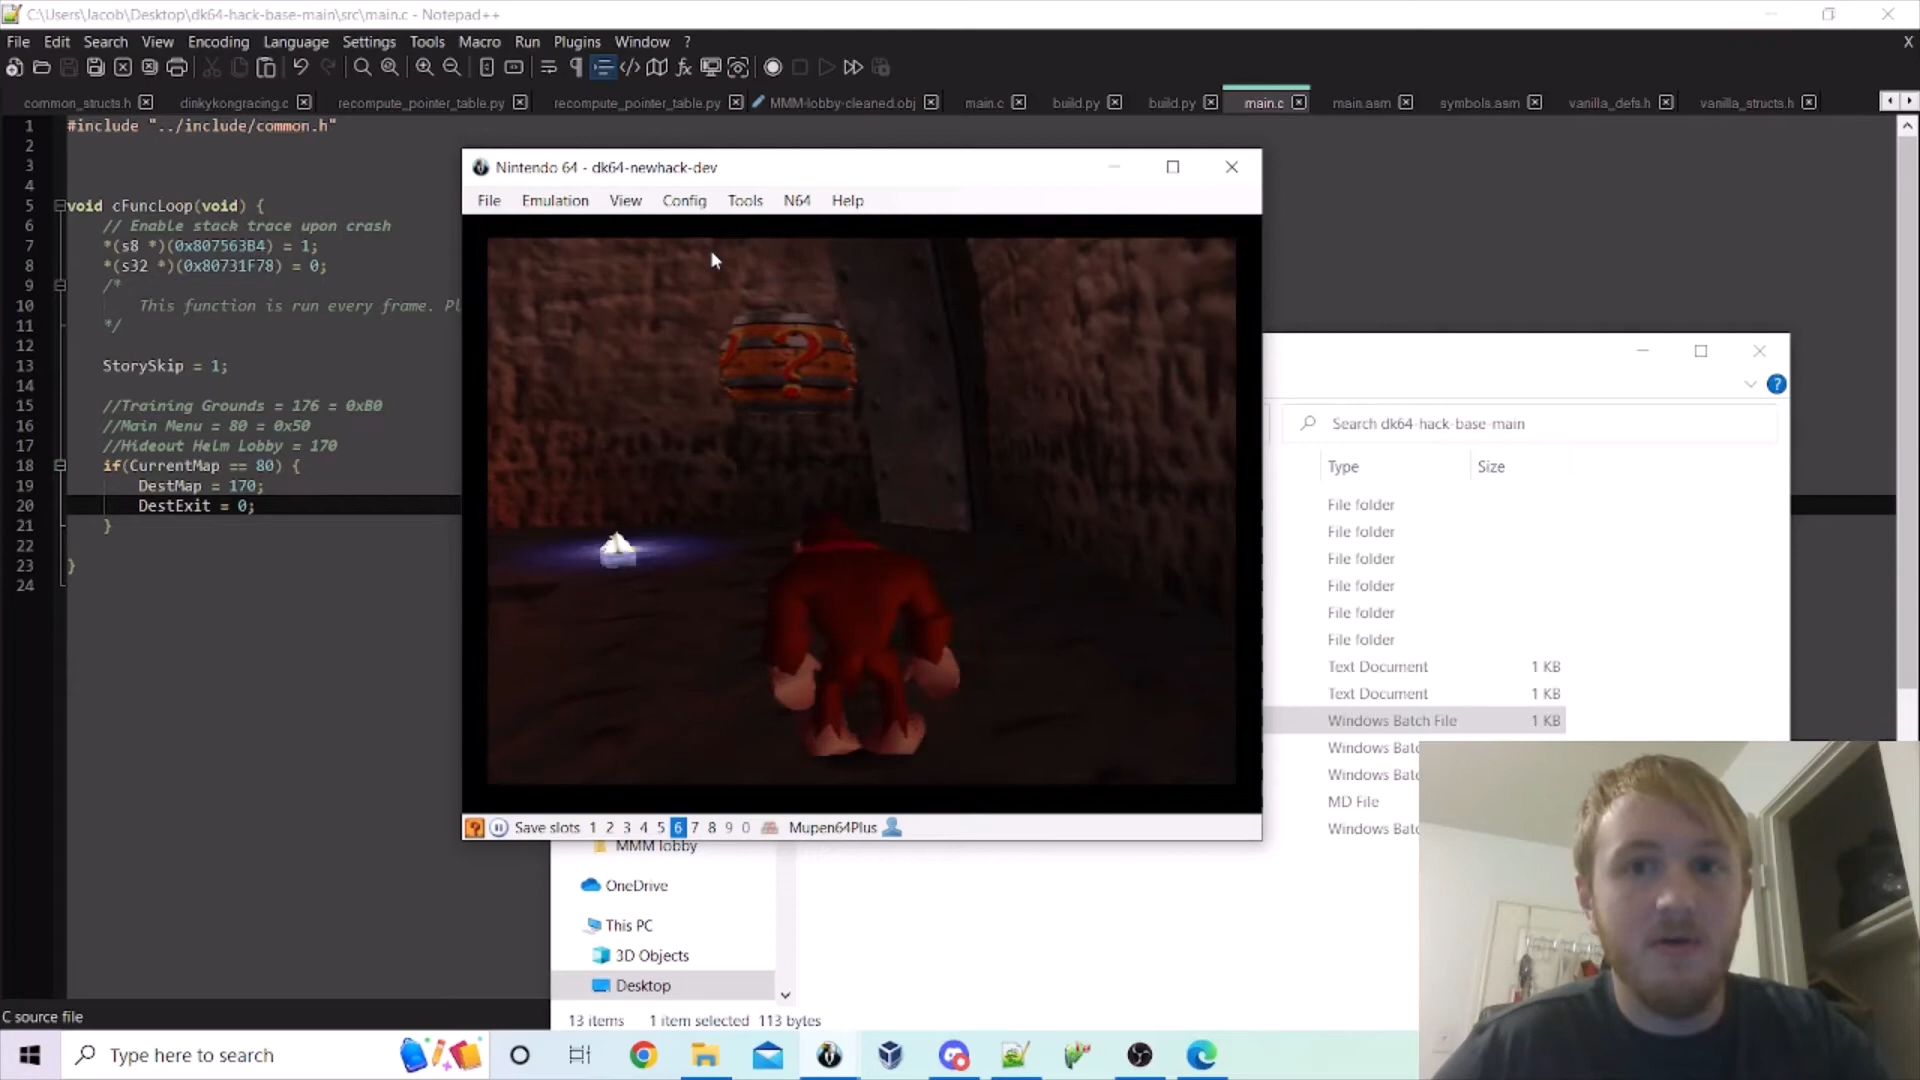 C:\Users\Jacob\Desktop\dk64-hack-base-main\src\main.c - Notepad++
File Edit Search View Encoding Language Settings Tools Macro Run Plugins Window ? X
common_structs.h dinkykongracing.c recompute_pointer_table.py recompute_pointer_table.py MMM-lobby-cleaned.obj main.c build.py build.py main.c main.asm symbols.asm vanilla_defs.h vanilla_structs.h
1 #include "../include/common.h"
2
3
4
5 void cFuncLoop(void) {
6 // Enable stack trace upon crash
7 *(s8 *)(0x807563B4) = 1;
8 *(s32 *)(0x80731F78) = 0;
9 /*
10 This function is run every frame. Pl
11 */
12
13 StorySkip = 1;
14
15 //Training Grounds = 176 = 0xB0
16 //Main Menu = 80 = 0x50
17 //Hideout Helm Lobby = 170
18 if(CurrentMap == 80) {
19 DestMap = 170;
20 DestExit = 0;
21 }
22
23 }
24
Nintendo 64 - dk64-newhack-dev
File Emulation View Config Tools N64 Help
?
Save slots 1 2 3 4 5 6 7 8 9 0 Mupen64Plus
?
Search dk64-hack-base-main
Type Size
File folder
File folder
File folder
File folder
File folder
File folder
Text Document 1 KB
Text Document 1 KB
Windows Batch File 1 KB
Windows Batc
Windows Batc
MD File
Windows Batc
MMM lobby
OneDrive
This PC
3D Objects
Desktop
13 items 1 item selected 113 bytes
C source file
Type here to search